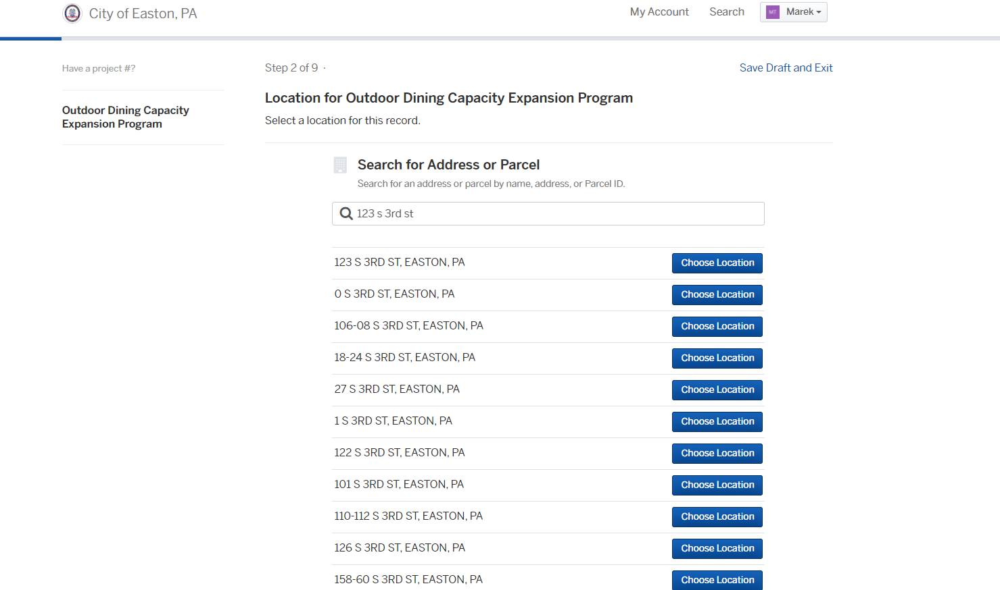 City of Easton, PA
My Account
Search
MT
Marek
Have a project #?
Outdoor Dining Capacity
Expansion Program
Step 2 of 9 ·
Save Draft and Exit
Location for Outdoor Dining Capacity Expansion Program
Select a location for this record.
Search for Address or Parcel
Search for an address or parcel by name, address, or Parcel ID.
123 s 3rd st
123 S 3RD ST, EASTON, PA
Choose Location
0 S 3RD ST, EASTON, PA
Choose Location
106-08 S 3RD ST, EASTON, PA
Choose Location
18-24 S 3RD ST, EASTON, PA
Choose Location
27 S 3RD ST, EASTON, PA
Choose Location
1 S 3RD ST, EASTON, PA
Choose Location
122 S 3RD ST, EASTON, PA
Choose Location
101 S 3RD ST, EASTON, PA
Choose Location
110-112 S 3RD ST, EASTON, PA
Choose Location
126 S 3RD ST, EASTON, PA
Choose Location
158-60 S 3RD ST, EASTON, PA
Choose Location